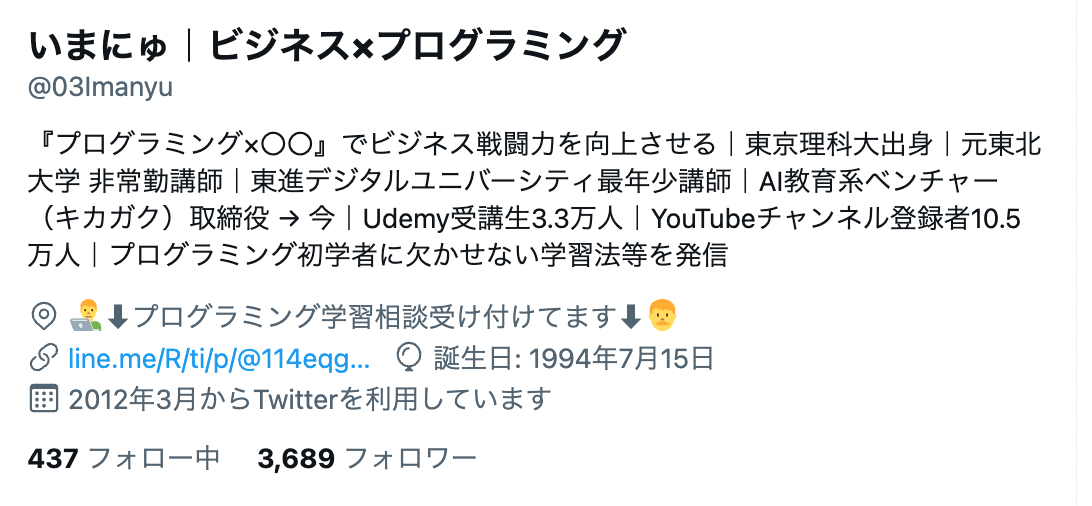 いまにゅ｜ビジネス×プログラミング
@03Imanyu
『プログラミング×〇〇』でビジネス戦闘力を向上させる｜東京理科大出身｜元東北
大学 非常勤講師｜東進デジタルユニバーシティ最年少講師｜AI教育系ベンチャー
（キカガク）取締役 → 今｜Udemy受講生3.3万人｜YouTubeチャンネル登録者10.5
万人｜プログラミング初学者に欠かせない学習法等を発信
👨‍💻⬇プログラミング学習相談受け付けてます⬇👨
line.me/R/ti/p/@114eqg... 誕生日: 1994年7月15日
2012年3月からTwitterを利用しています
437 フォロー中 3,689 フォロワー